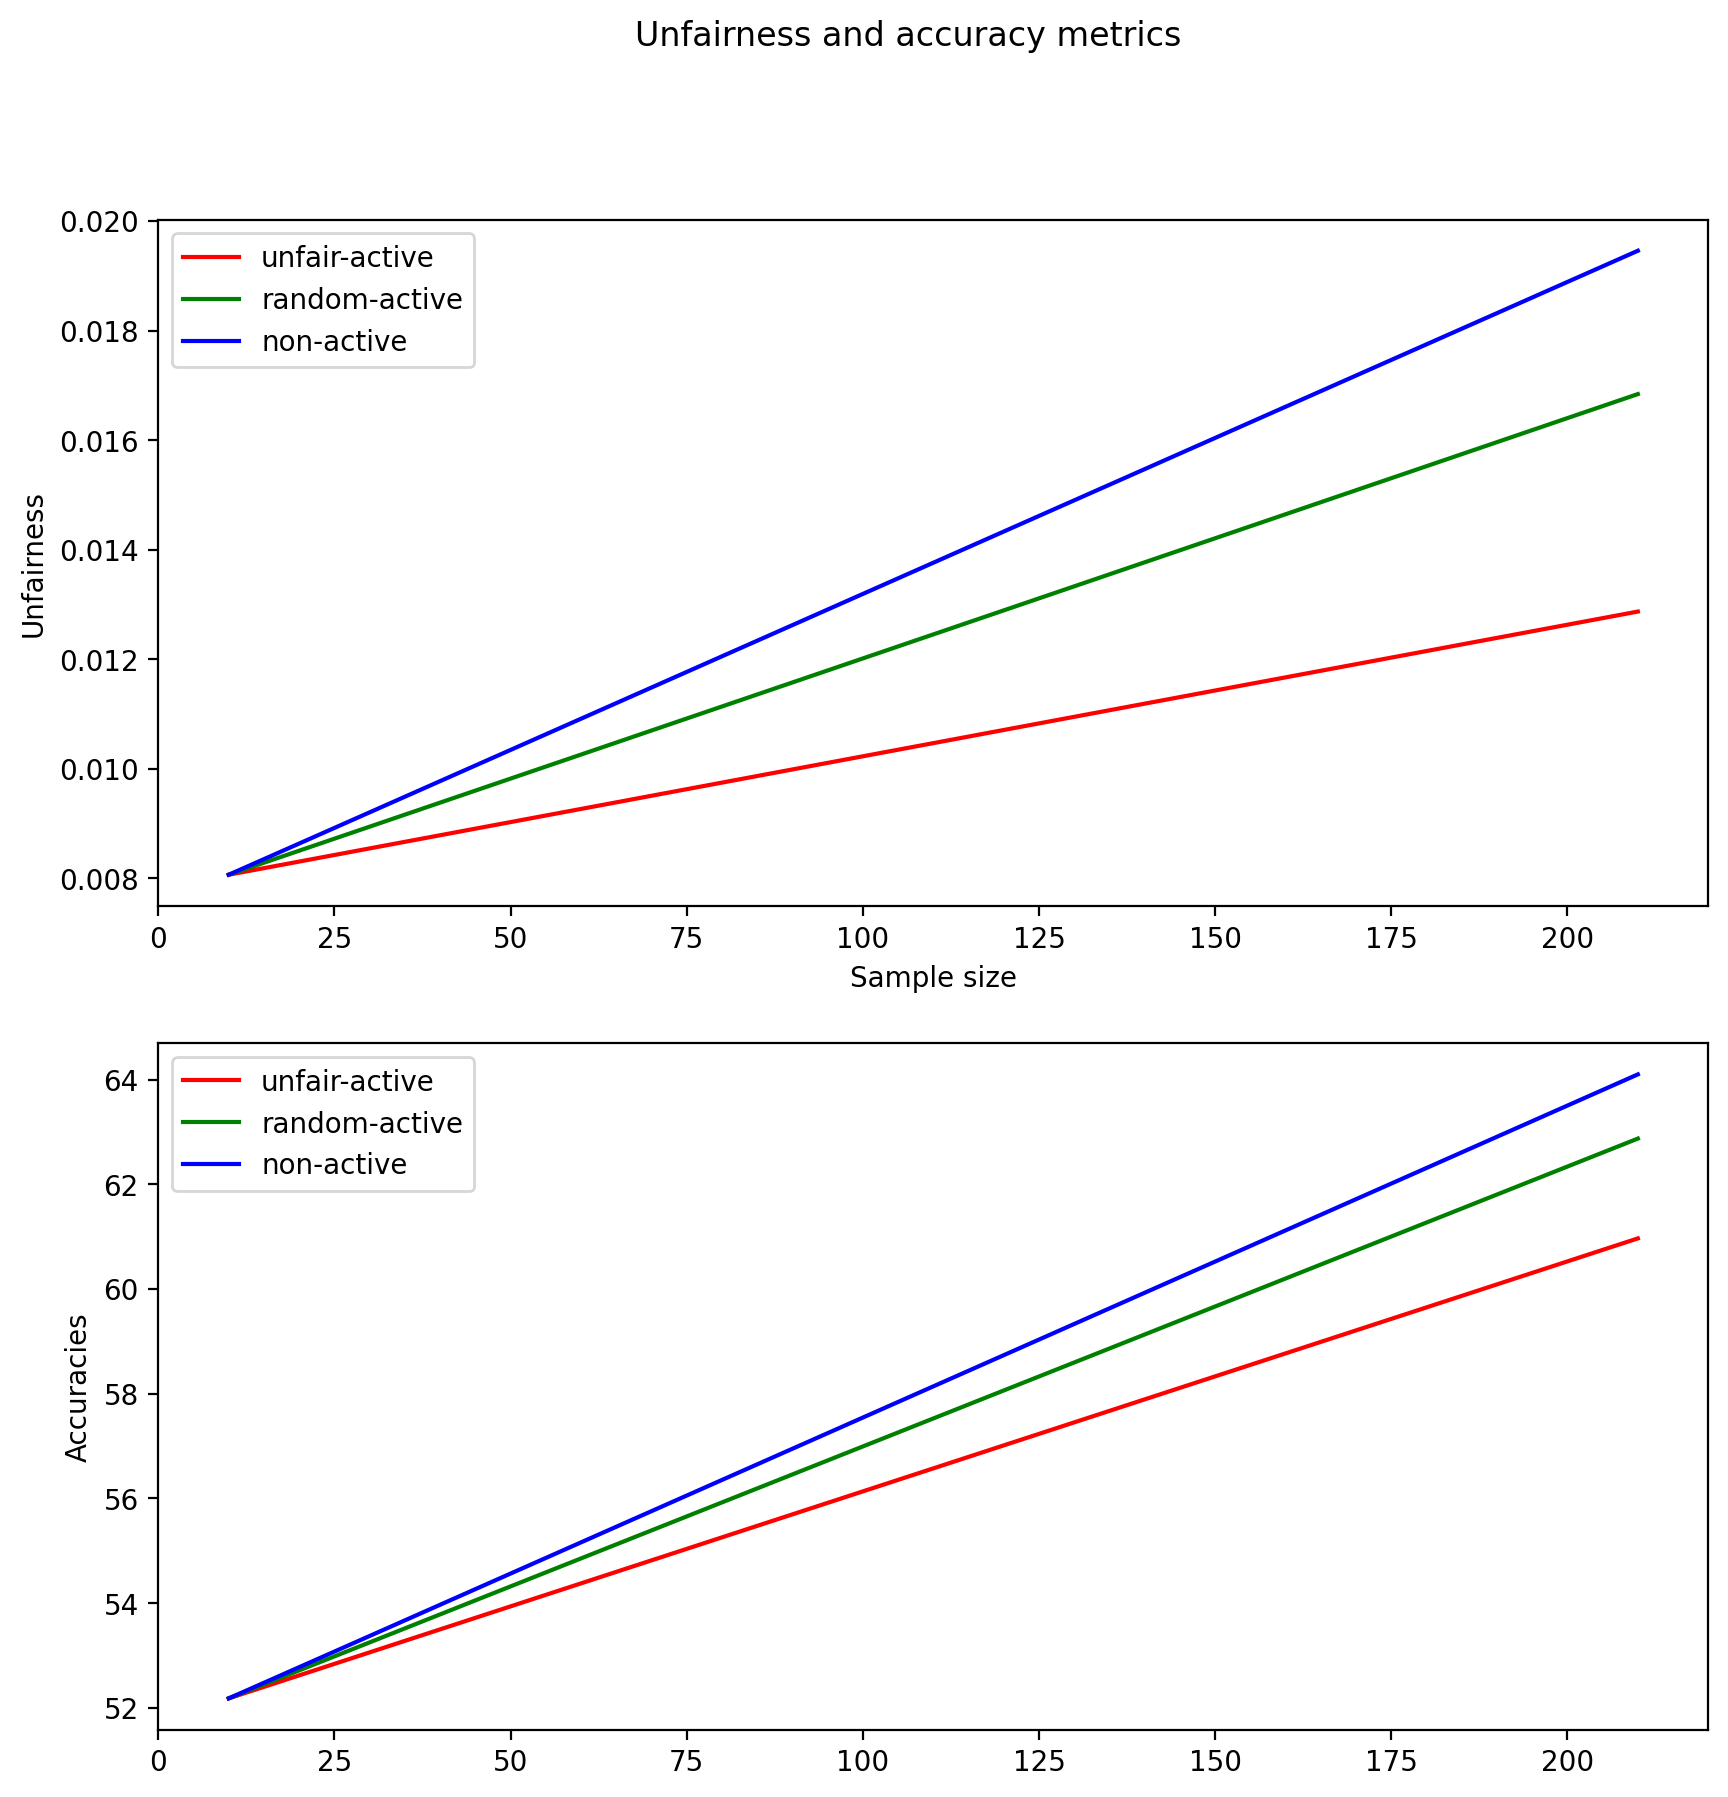 Unfairness and accuracy metrics
0.020
0.018
0.016
0.014
0.012
0.010
0.008
Unfairness
unfair-active
random-active
non-active
0 25 50 75 100 125 150 175 200
Sample size
64
62
60
58
56
54
52
Accuracies
unfair-active
random-active
non-active
0 25 50 75 100 125 150 175 200